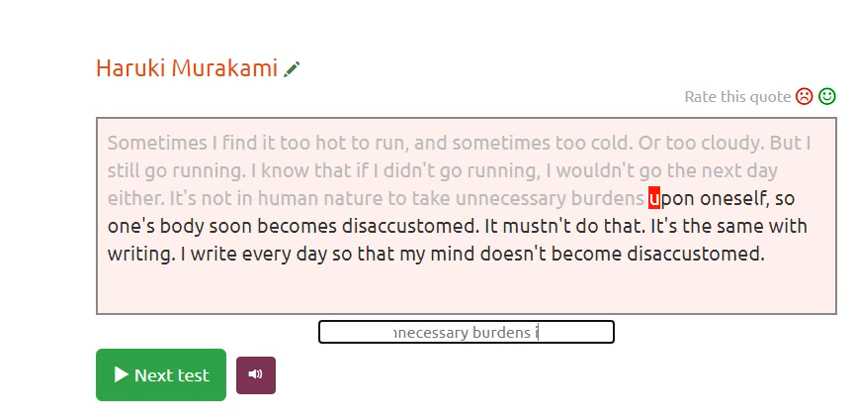 Haruki Murakami
Rate this quote
Sometimes I find it too hot to run, and sometimes too cold. Or too cloudy. But I
still go running. I know that if I didn't go running, I wouldn't go the next day
either. It's not in human nature to take unnecessary burdens upon oneself, so
one's body soon becomes disaccustomed. It mustn't do that. It's the same with
writing. I write every day so that my mind doesn't become disaccustomed.
nnecessary burdens i
Next test